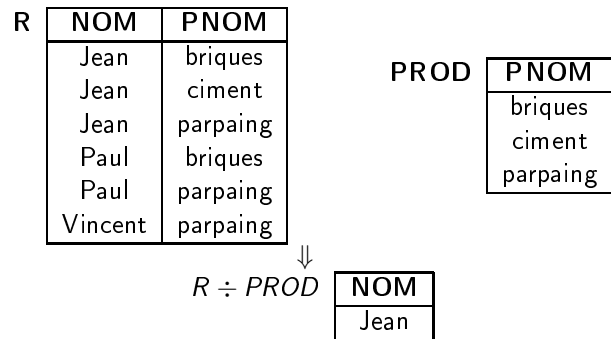 R NOM PNOM
Jean briques
Jean ciment
Jean parpaing
Paul briques
Paul parpaing
Vincent parpaing
PROD PNOM
briques
ciment
parpaing
⇓
R ÷ PROD NOM
Jean